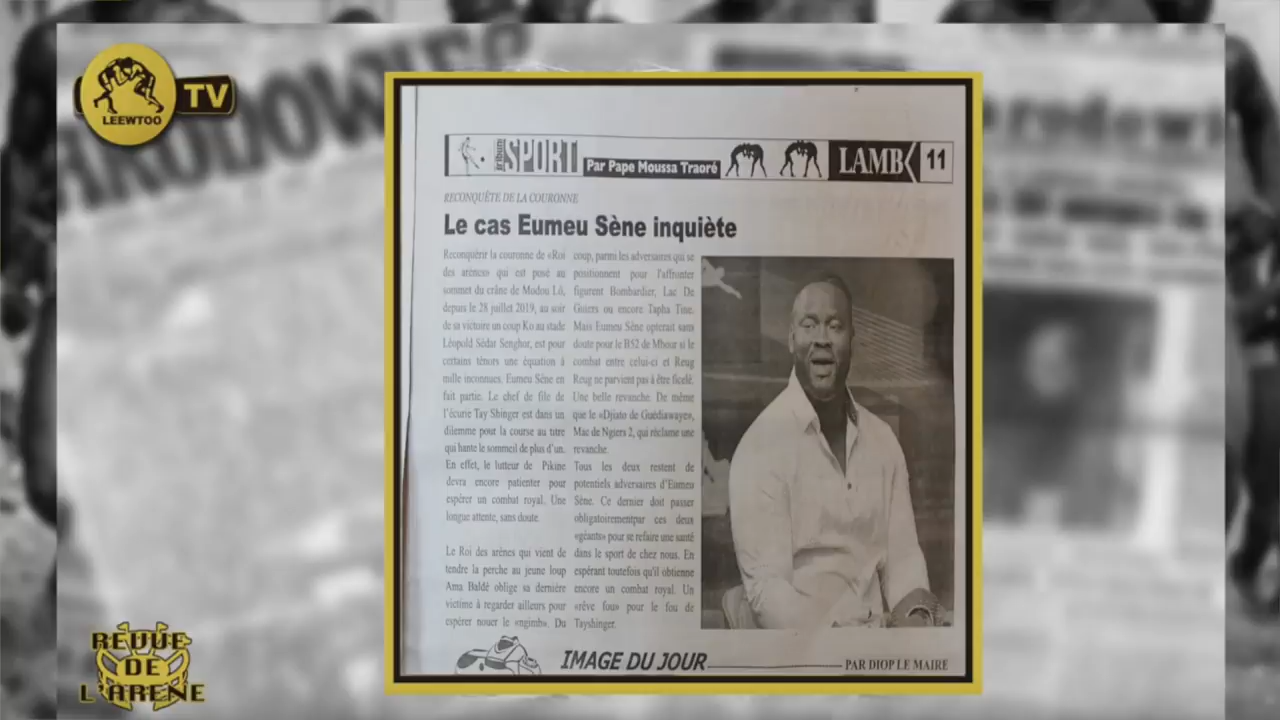 LEEWTOO
TV
tribune
SPORT
Par Pape Moussa Traoré
LAMB
11
RECONQUÊTE DE LA COURONNE
Le cas Eumeu Sène inquiète
Reconquérir la couronne de «Roi
des arènes» qui est posé au
sommet du crâne de Modou Lô,
depuis le 28 juillet 2019, au soir
de sa victoire un coup Ko au stade
Léopold Sédar Senghor, est pour
certains ténors une équation à
mille inconnues. Eumeu Sène en
fait partie. Le chef de file de
l'écurie Tay Shinger est dans un
dilemme pour la course au titre
qui hante le sommeil de plus d'un.
En effet, le lutteur de Pikine
devra encore patienter pour
espérer un combat royal. Une
longue attente, sans doute.
Le Roi des arènes qui vient de
tendre la perche au jeune loup
Ama Baldé oblige sa dernière
victime à regarder ailleurs pour
espérer nouer le «ngimb». Du
coup, parmi les adversaires qui se
positionnent pour l'affronter
figurent Bombardier, Lac De
Guiers ou encore Tapha Tine.
Mais Eumeu Sène opterait sans
doute pour le B52 de Mbour si le
combat entre celui-ci et Reug
Reug ne parvient pas à être ficelé.
Une belle revanche. De même
que le «Djiato de Guédiawaye»,
Mac de Ngiers 2, qui réclame une
revanche.
Tous les deux restent de
potentiels adversaires d'Eumeu
Sène. Ce dernier doit passer
obligatoirementpar ces deux
«géants» pour se refaire une santé
dans le sport de chez nous. En
espérant toutefois qu'il obtienne
encore un combat royal. Un
«rêve fou» pour le fou de
Tayshinger.
IMAGE DU JOUR
PAR DIOP LE MAIRE
REVUE
DE
L'ARENE